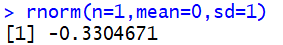 > rnorm(n=1,mean=0,sd=1)
[1] -0.3304671